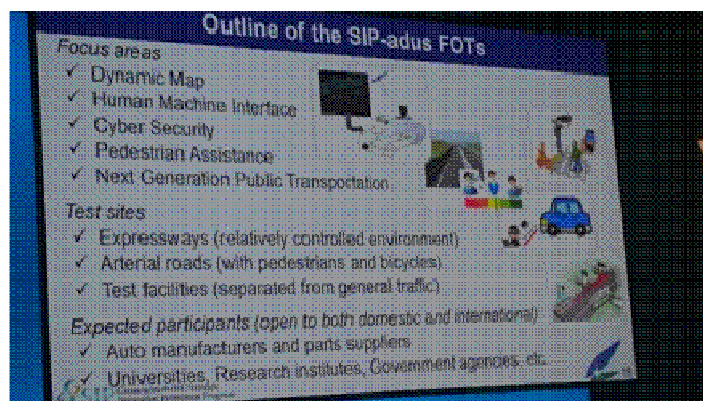 Outline of the SIP-adus FOTs
Focus areas
✓ Dynamic Map
✓ Human Machine Interface
✓ Cyber Security
✓ Pedestrian Assistance
✓ Next Generation Public Transportation
Test sites
✓ Expressways (relatively controlled environment)
✓ Arterial roads (with pedestrians and bicycles)
✓ Test facilities (separated from general traffic)
Expected participants (open to both domestic and international)
✓ Auto manufacturers and parts suppliers
✓ Universities, Research institutes, Government agencies, etc.
SIP